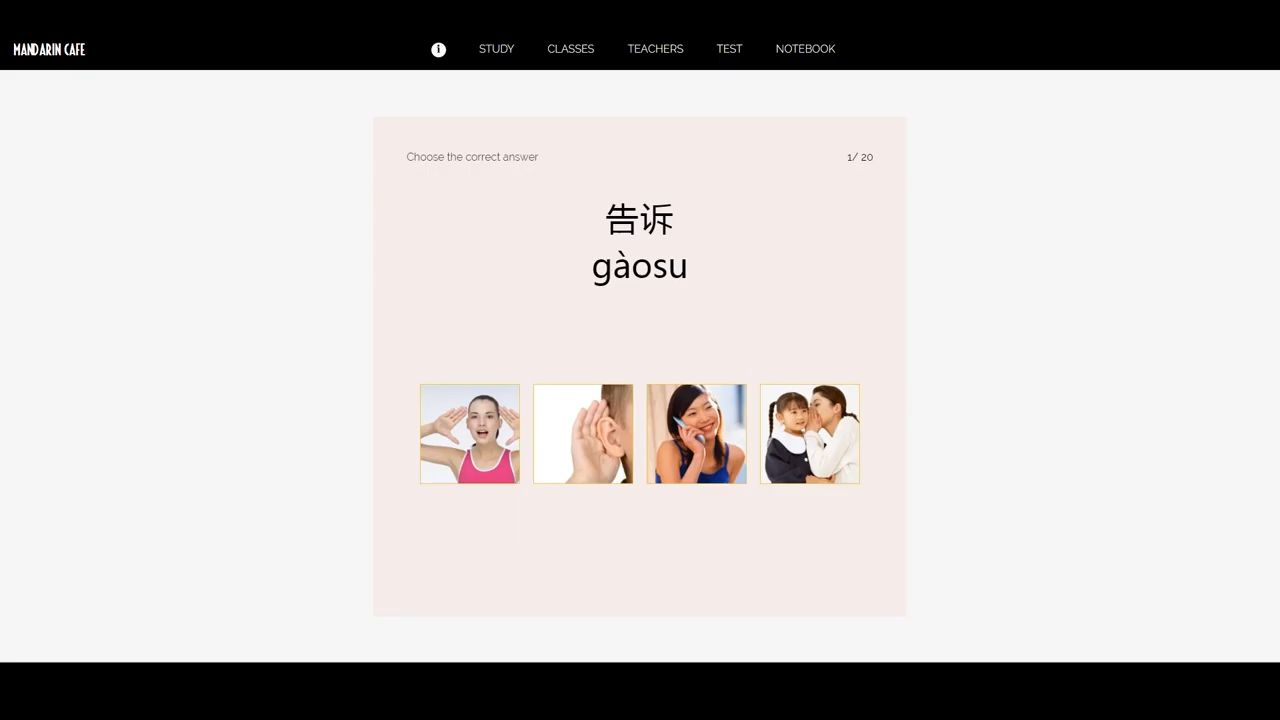 MANDARIN CAFE
i STUDY CLASSES TEACHERS TEST NOTEBOOK
Choose the correct answer 1/ 20
告诉
gàosu